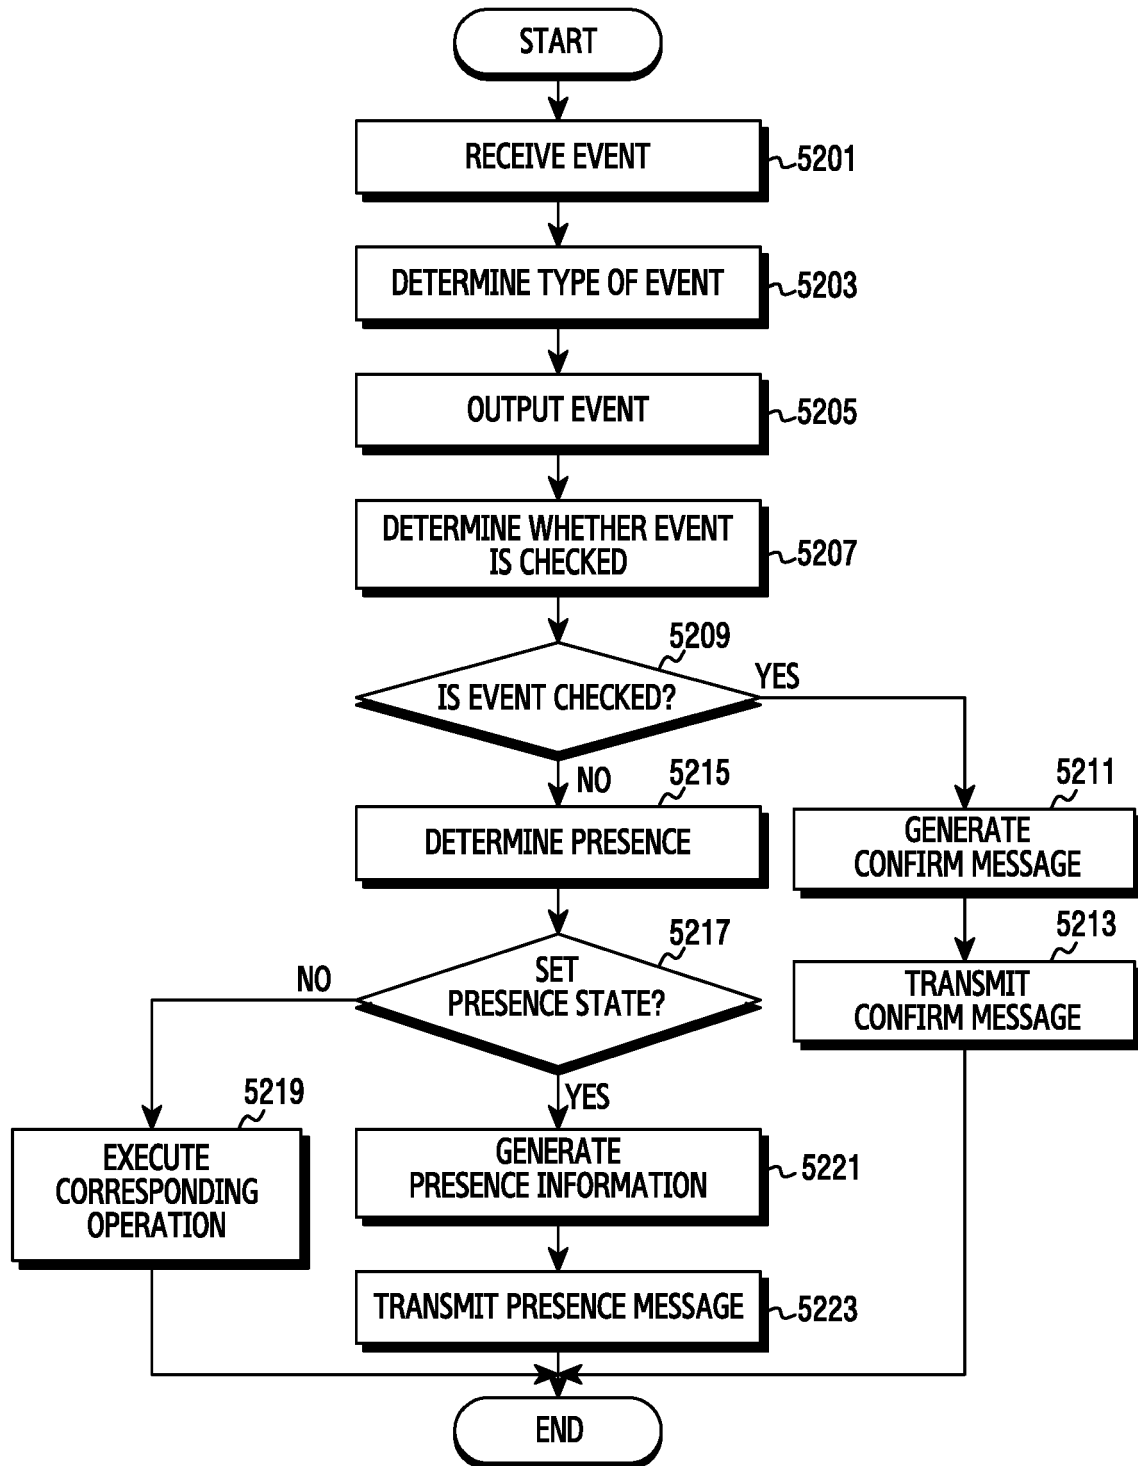 START
RECEIVE EVENT
5201
DETERMINE TYPE OF EVENT
5203
OUTPUT EVENT
5205
DETERMINE WHETHER EVENT
IS CHECKED
5207
5209
IS EVENT CHECKED?
YES
NO
5215
DETERMINE PRESENCE
5211
GENERATE
CONFIRM MESSAGE
5213
TRANSMIT
CONFIRM MESSAGE
5217
SET
PRESENCE STATE?
NO
YES
5219
EXECUTE
CORRESPONDING
OPERATION
GENERATE
PRESENCE INFORMATION
5221
TRANSMIT PRESENCE MESSAGE
5223
END